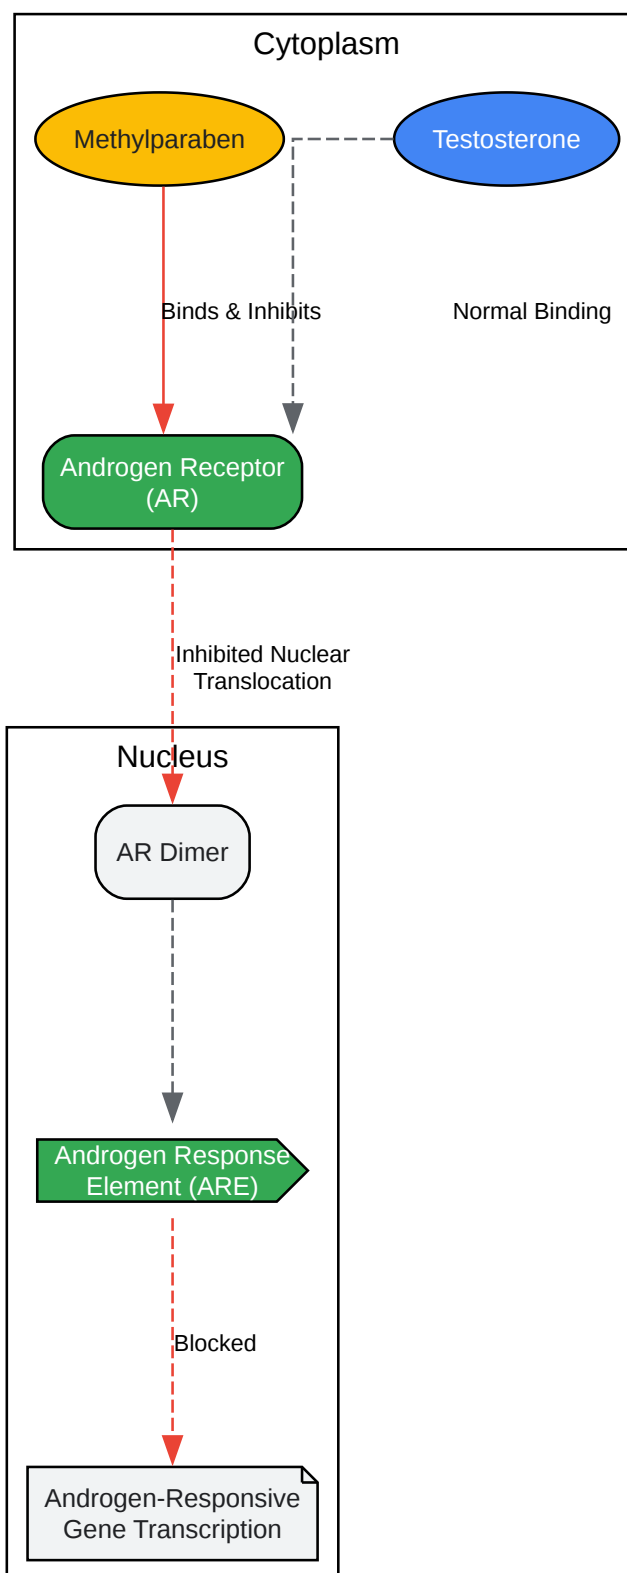 Cytoplasm
Methylparaben
Testosterone
Binds & Inhibits
Normal Binding
Androgen Receptor
(AR)
Inhibited Nuclear
Translocation
Nucleus
AR Dimer
Androgen Response
Element (ARE)
Blocked
Androgen-Responsive
Gene Transcription